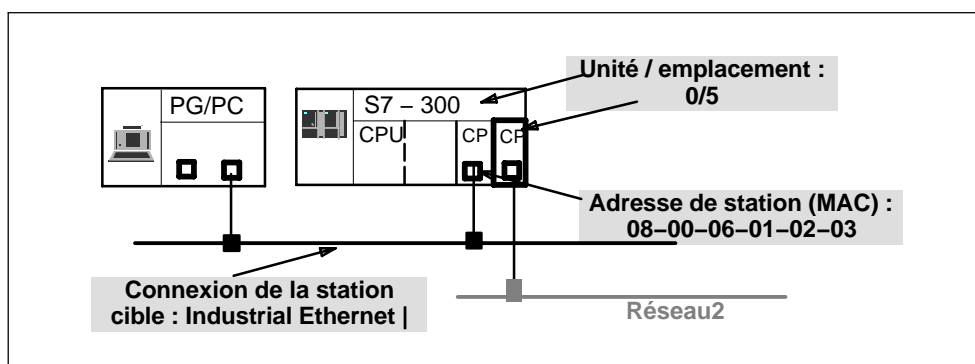 Unité / emplacement :
0/5
PG/PC
S7 – 300
CPU
CP
CP
Adresse de station (MAC) :
08–00–06–01–02–03
Connexion de la station
cible : Industrial Ethernet |
Réseau2